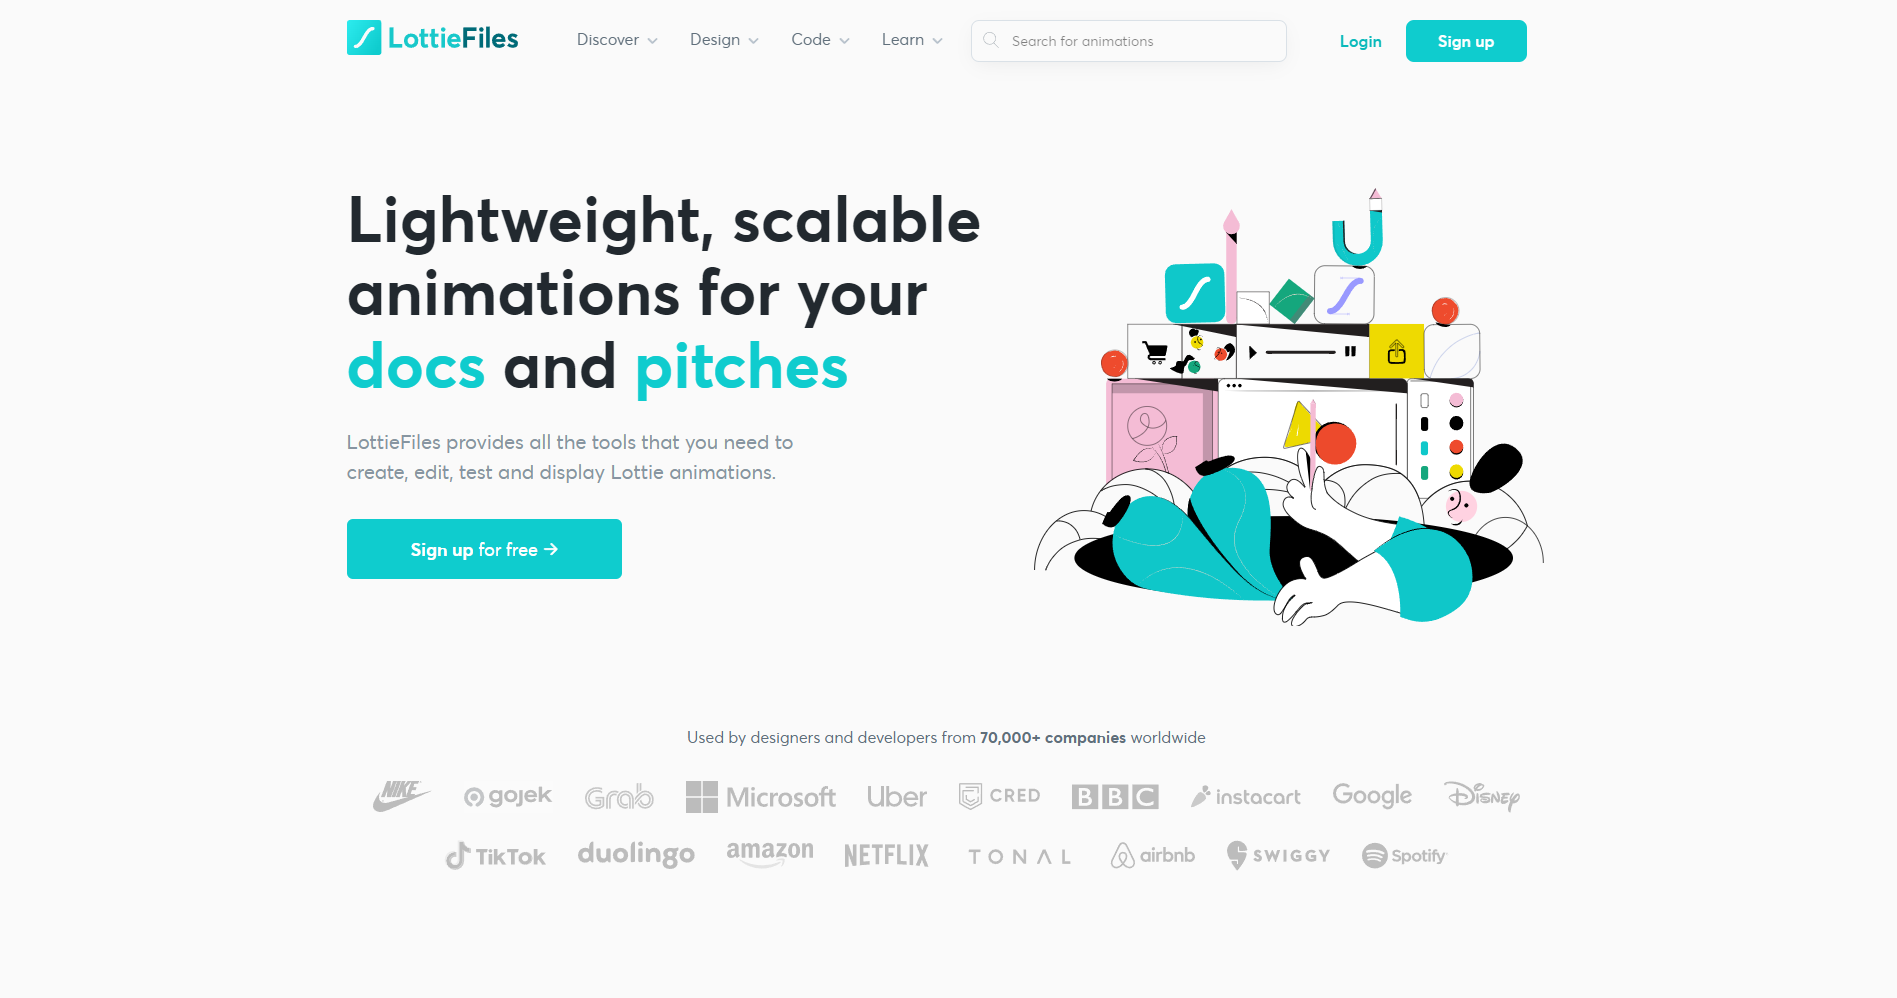 LottieFiles
Discover
Design
Code
Learn
Search for animations
Login
Sign up
Lightweight, scalable
animations for your
docs and pitches
LottieFiles provides all the tools that you need to
create, edit, test and display Lottie animations.
Sign up for free →
Used by designers and developers from 70,000+ companies worldwide
NIKE
gojek
Grab
Microsoft
Uber
CRED
BBC
instacart
Google
Disney
TikTok
duolingo
amazon
NETFLIX
TONAL
airbnb
SWIGGY
Spotify